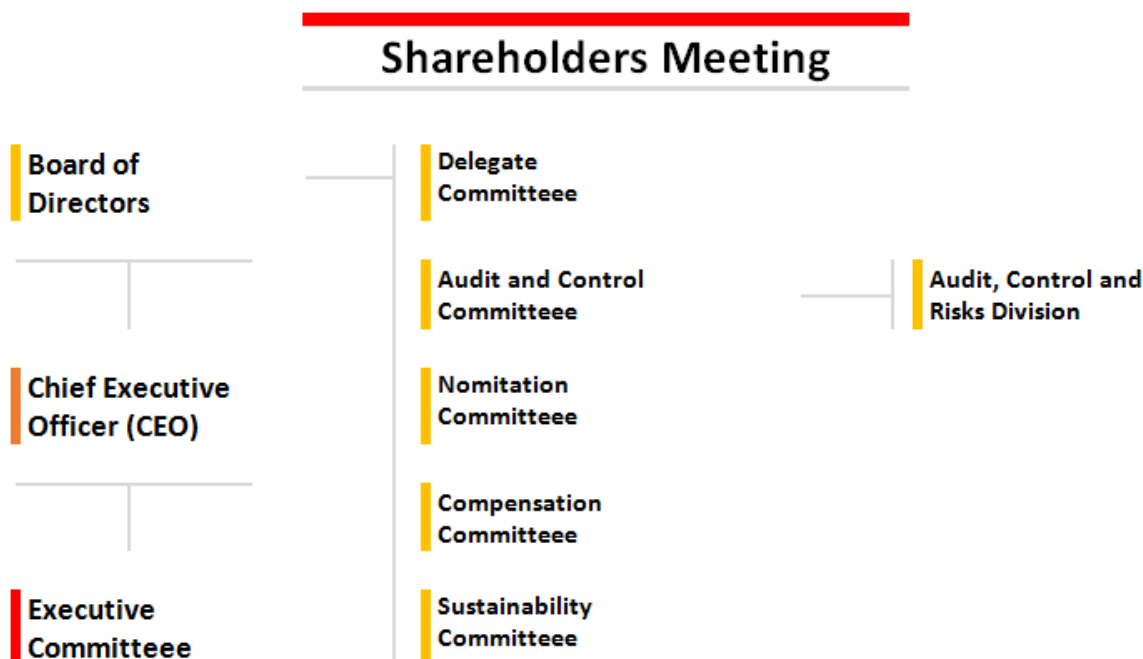 Shareholders Meeting
Board of
Directors
Delegate
Committeee
Audit and Control
Committeee
Audit, Control and
Risks Division
Chief Executive
Officer (CEO)
Nomitation
Committeee
Compensation
Committeee
Executive
Committeee
Sustainability
Committeee